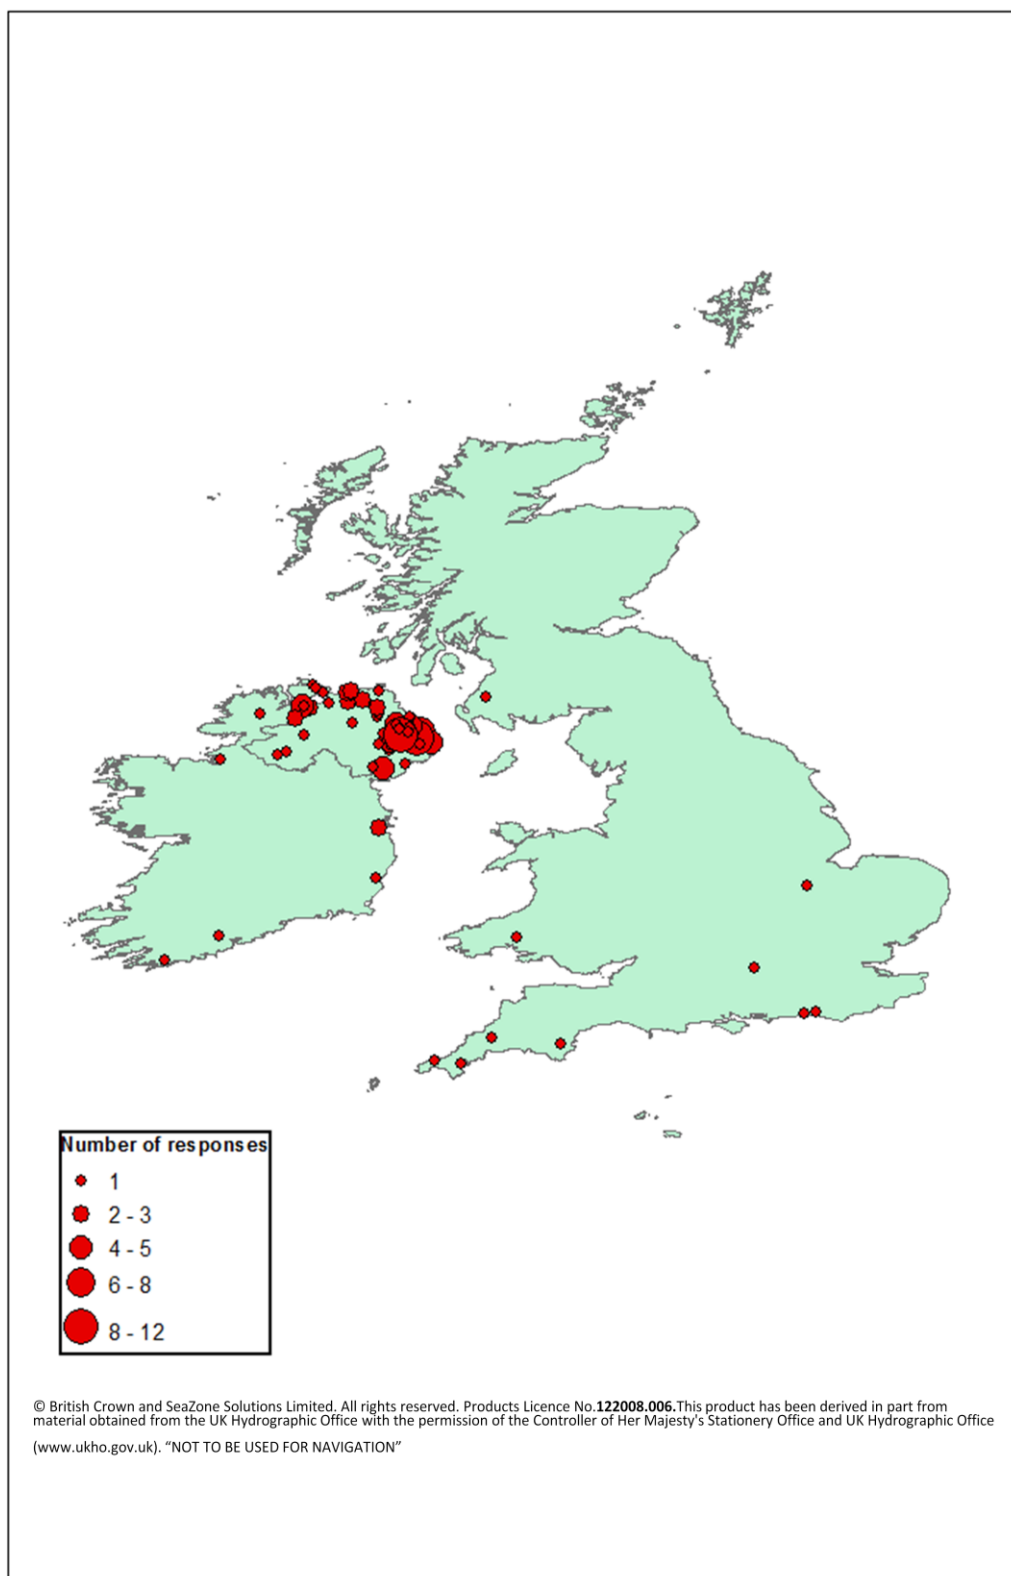 Number of responses
1
2 - 3
4 - 5
6 - 8
8 - 12
© British Crown and SeaZone Solutions Limited. All rights reserved. Products Licence No.122008.006.This product has been derived in part from
material obtained from the UK Hydrographic Office with the permission of the Controller of Her Majesty's Stationery Office and UK Hydrographic Office
(www.ukho.gov.uk). “NOT TO BE USED FOR NAVIGATION”